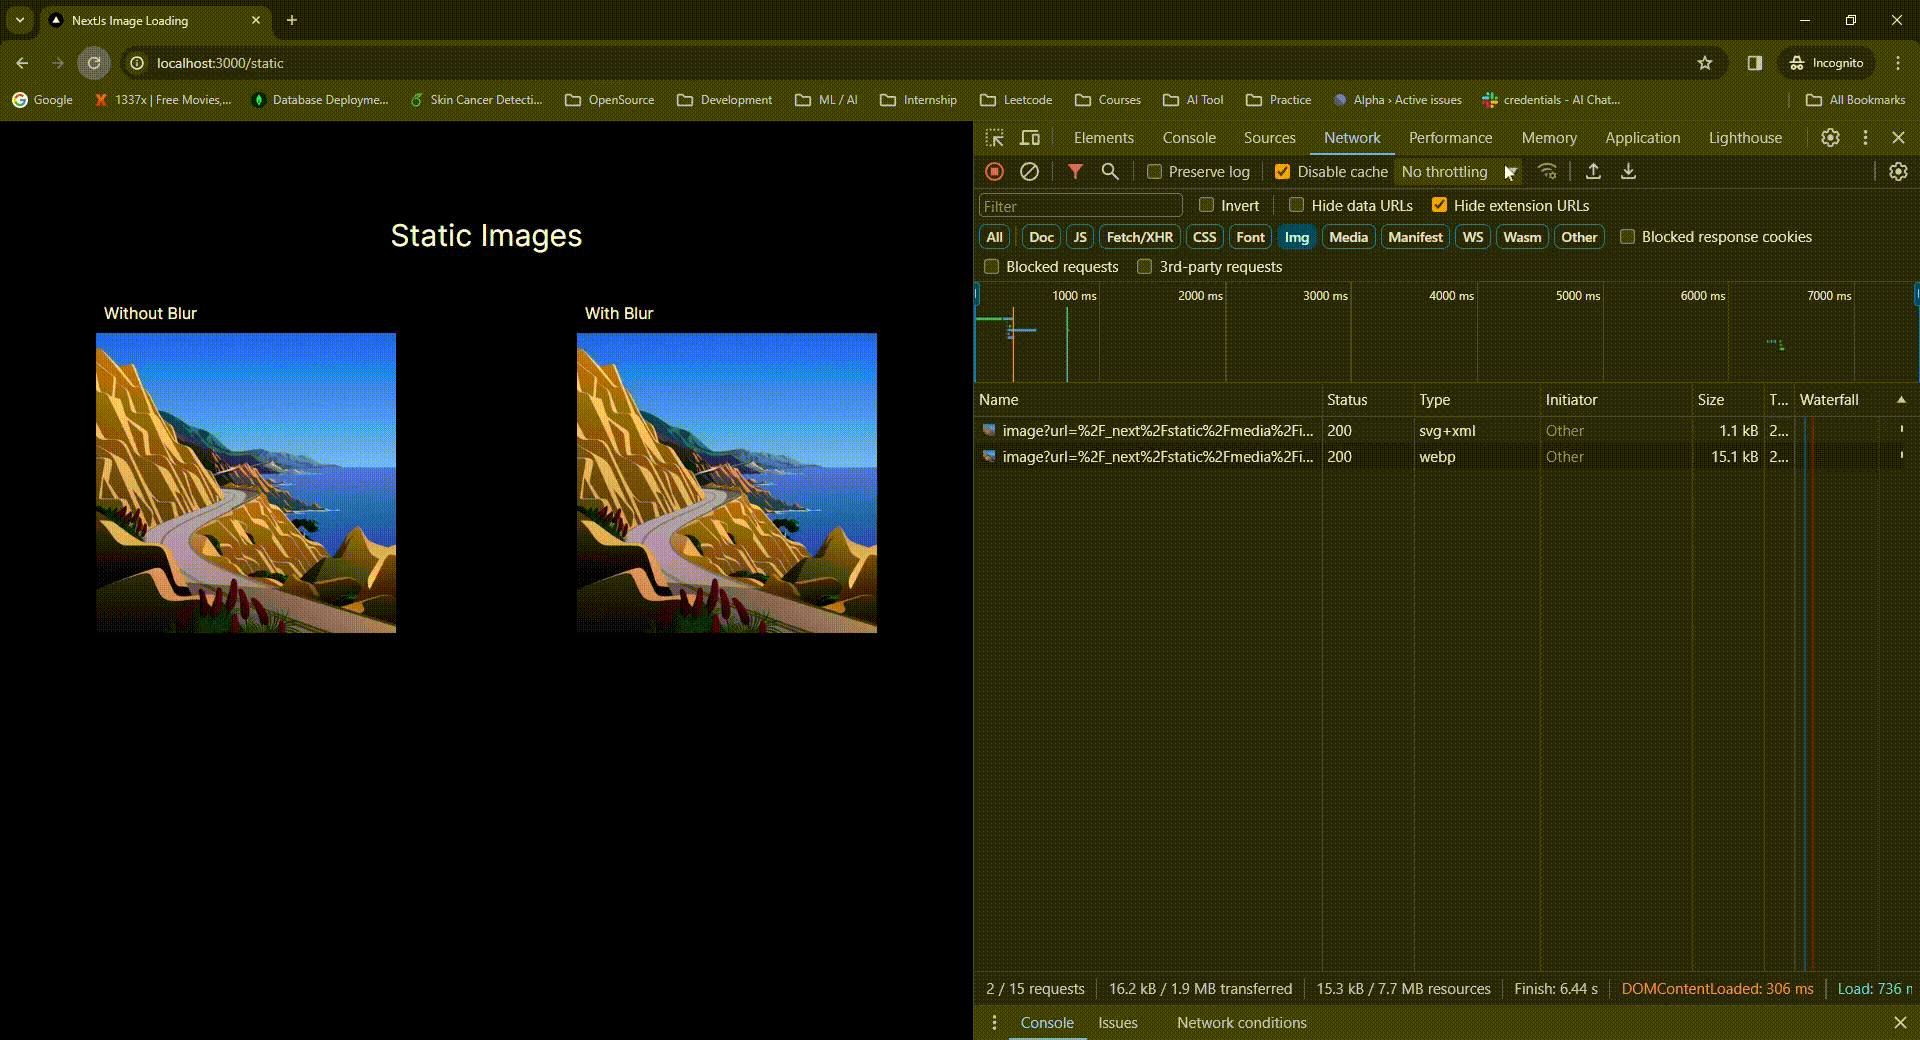 NextJs Image Loading
localhost:3000/static
Incognito
Google
1337x | Free Movies,...
Database Deployme...
Skin Cancer Detecti...
OpenSource
Development
ML / AI
Internship
Leetcode
Courses
AI Tool
Practice
Alpha › Active issues
credentials - AI Chat...
All Bookmarks
Static Images
Without Blur
With Blur
Elements Console Sources Network Performance Memory Application Lighthouse
Preserve log Disable cache No throttling
Filter Invert Hide data URLs Hide extension URLs
All Doc JS Fetch/XHR CSS Font Img Media Manifest WS Wasm Other Blocked response cookies
Blocked requests 3rd-party requests
1000 ms 2000 ms 3000 ms 4000 ms 5000 ms 6000 ms 7000 ms
Name Status Type Initiator Size T... Waterfall
image?url=%2F_next%2Fstatic%2Fmedia%2Fi... 200 svg+xml Other 1.1 kB 2...
image?url=%2F_next%2Fstatic%2Fmedia%2Fi... 200 webp Other 15.1 kB 2...
2 / 15 requests 16.2 kB / 1.9 MB transferred 15.3 kB / 7.7 MB resources Finish: 6.44 s DOMContentLoaded: 306 ms Load: 736 m
Console Issues Network conditions